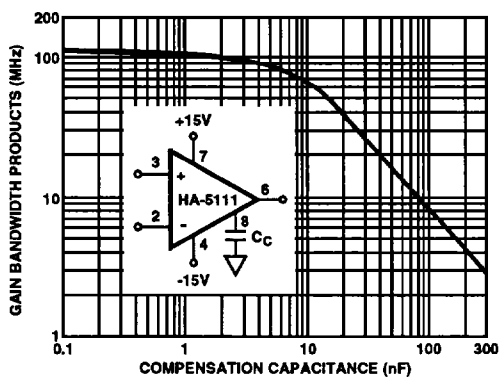 GAIN BANDWIDTH PRODUCTS (MHz)
200
100
10
1
+15V
7
3
+
HA-5111
6
2
-
8
4
CC
-15V
0.1
1
10
100
300
COMPENSATION CAPACITANCE (nF)